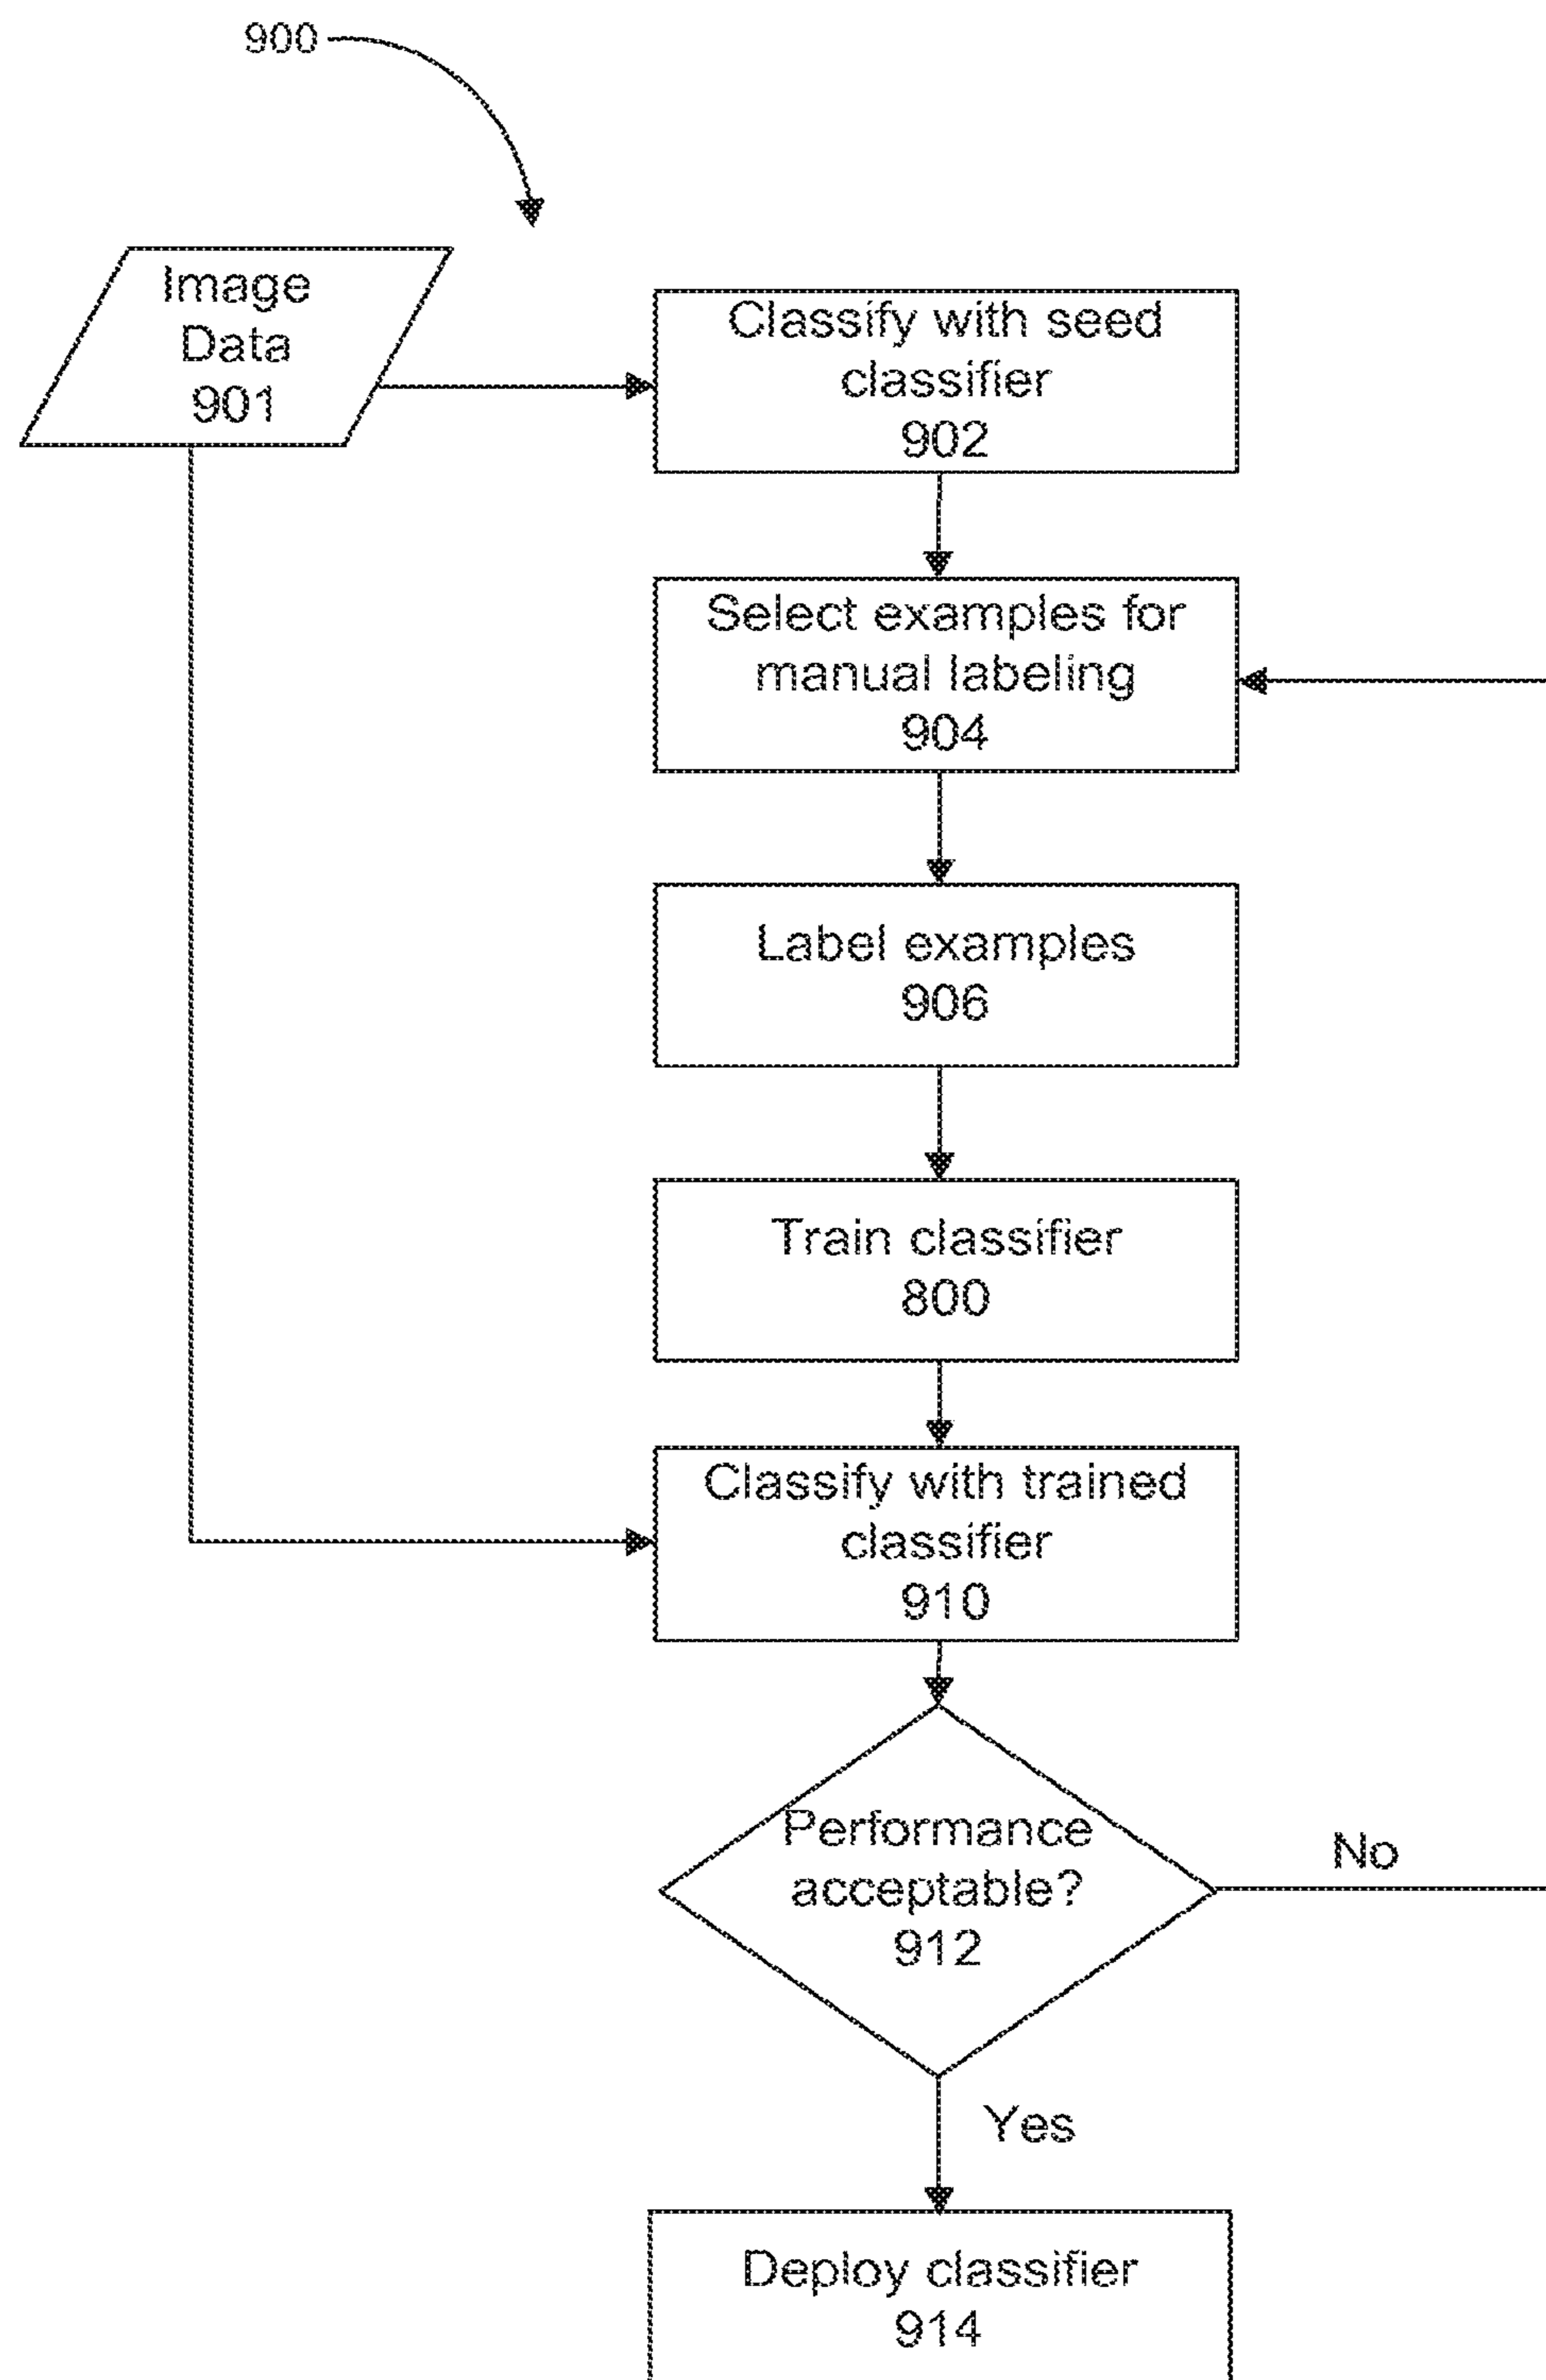 900
Image
Data
901
Classify with seed
classifier
902
Select examples for
manual labeling
904
Label examples
906
Train classifier
800
Classify with trained
classifier
910
Performance
acceptable?
912
No
Yes
Deploy classifier
914